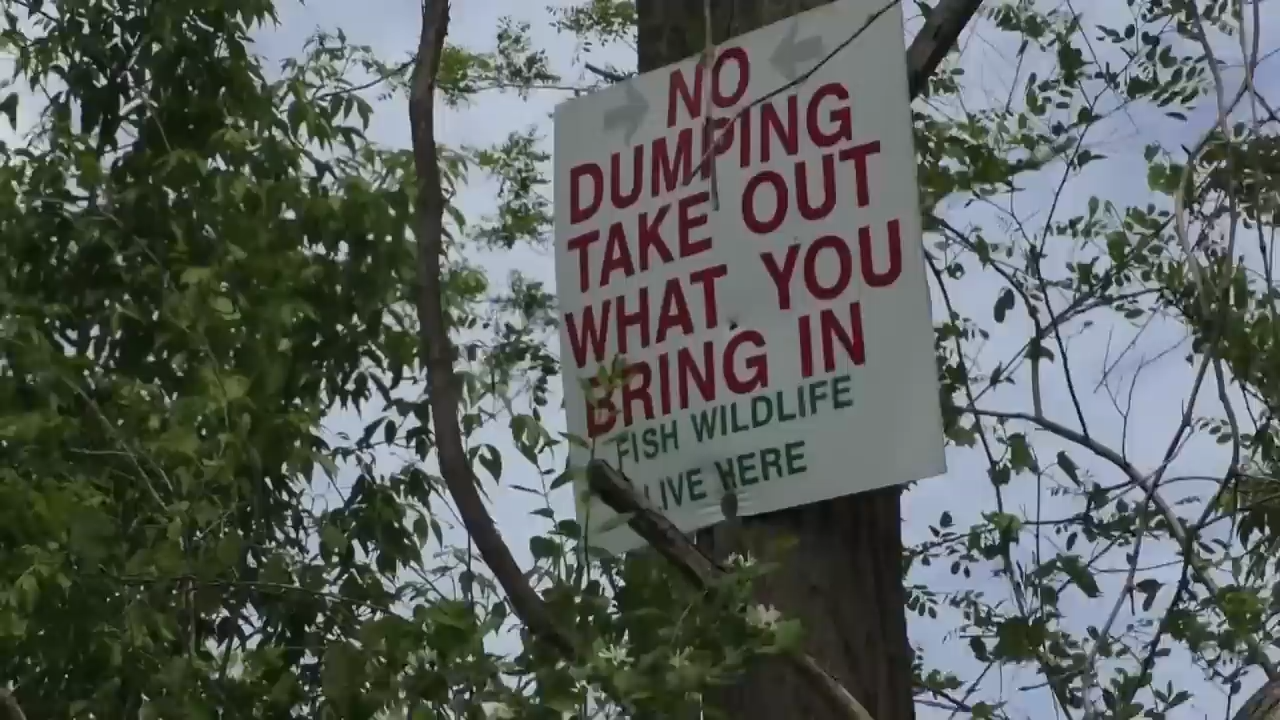 NO
DUMPING
TAKE OUT
WHAT YOU
BRING IN
FISH WILDLIFE
LIVE HERE